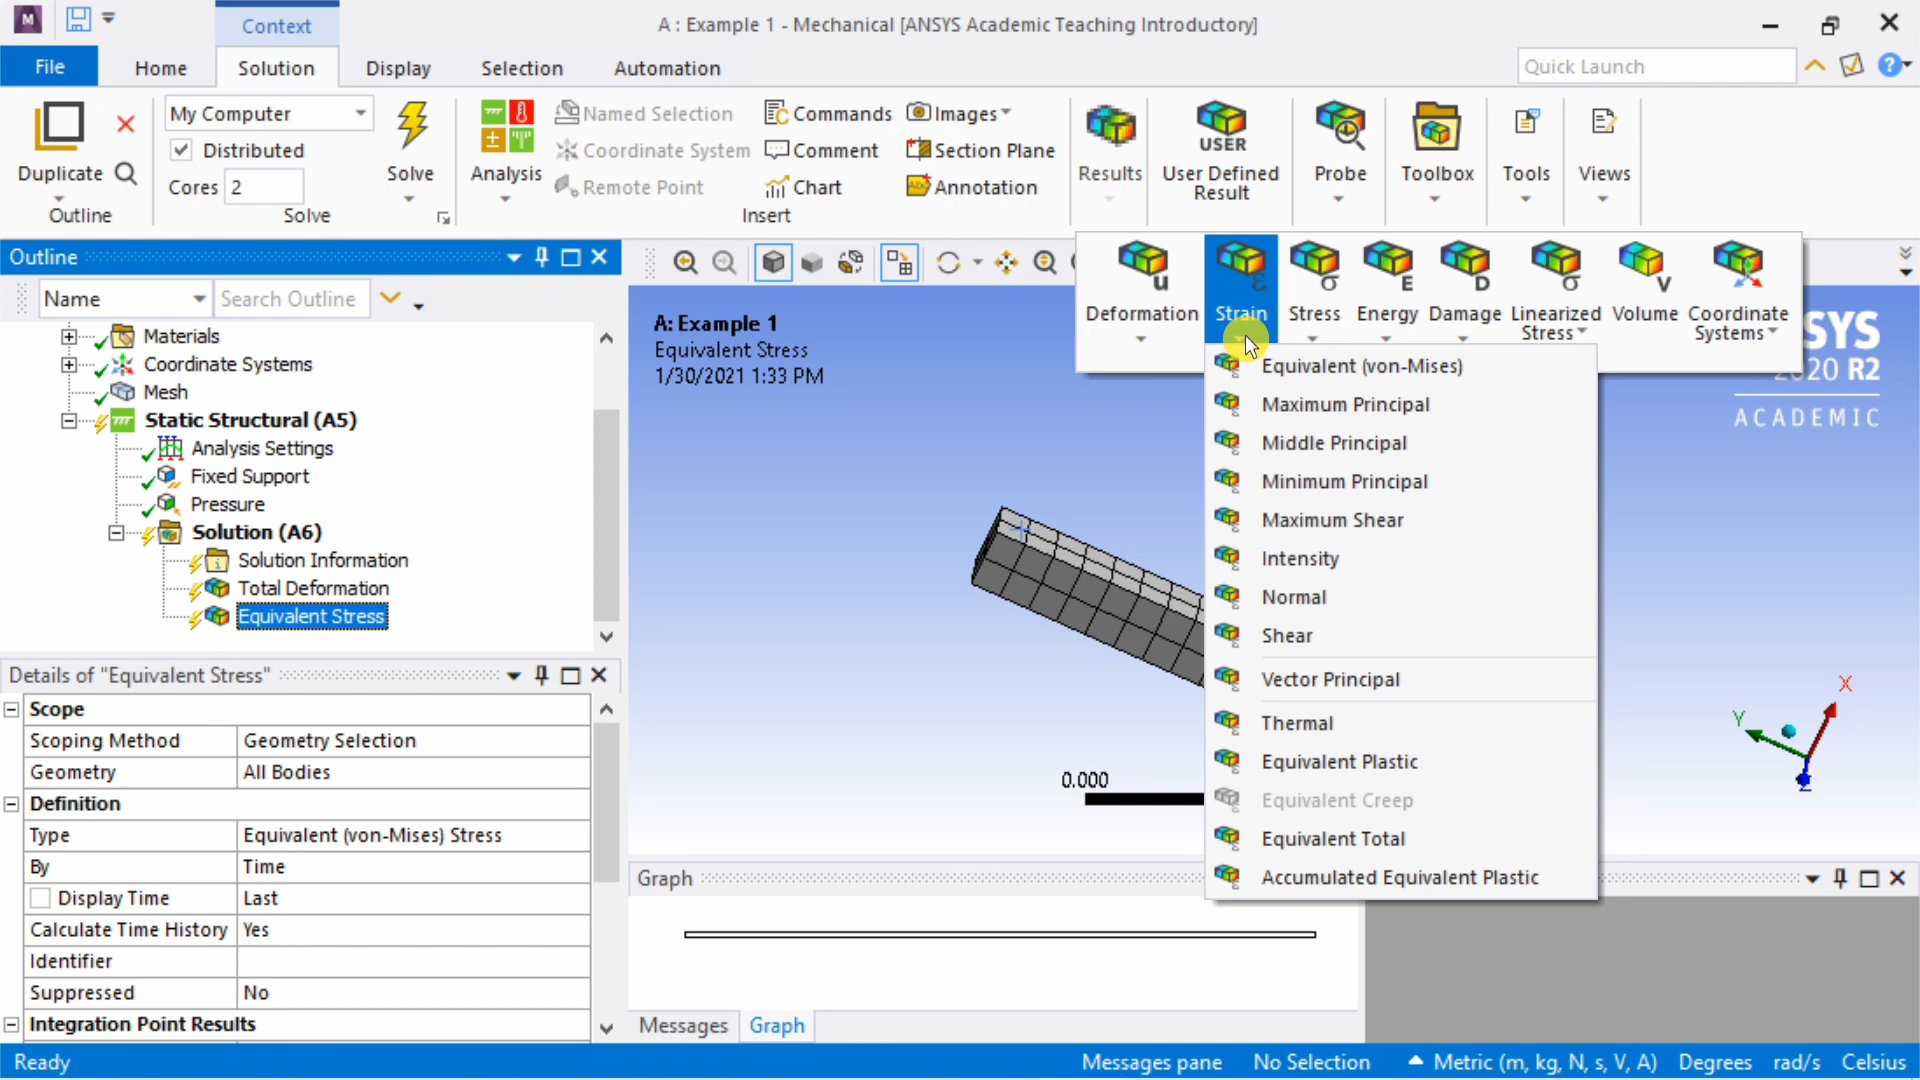 M
Context
A : Example 1 - Mechanical [ANSYS Academic Teaching Introductory]
File
Home
Solution
Display
Selection
Automation
Quick Launch
Duplicate
Outline
My Computer
Distributed
Cores 2
Solve
Solve
Analysis
Named Selection
Coordinate System
Remote Point
Commands
Comment
Chart
Images
Section Plane
Annotation
Insert
Results
USER
User Defined
Result
Probe
Toolbox
Tools
Views
Outline
Name
Search Outline
Materials
Coordinate Systems
Mesh
Static Structural (A5)
Analysis Settings
Fixed Support
Pressure
Solution (A6)
Solution Information
Total Deformation
Equivalent Stress
Details of "Equivalent Stress"
Scope
Scoping Method Geometry Selection
Geometry All Bodies
Definition
Type Equivalent (von-Mises) Stress
By Time
Display Time Last
Calculate Time History Yes
Identifier
Suppressed No
Integration Point Results
A: Example 1
Equivalent Stress
1/30/2021 1:33 PM
Deformation
Strain
Stress
Energy
Damage
Linearized
Stress
Volume
Coordinate
Systems
Equivalent (von-Mises)
Maximum Principal
Middle Principal
Minimum Principal
Maximum Shear
Intensity
Normal
Shear
Vector Principal
Thermal
Equivalent Plastic
Equivalent Creep
Equivalent Total
Accumulated Equivalent Plastic
SYS
2020 R2
ACADEMIC
X
Y
Z
0.000
Graph
Messages
Graph
Ready
Messages pane
No Selection
Metric (m, kg, N, s, V, A)
Degrees
rad/s
Celsius